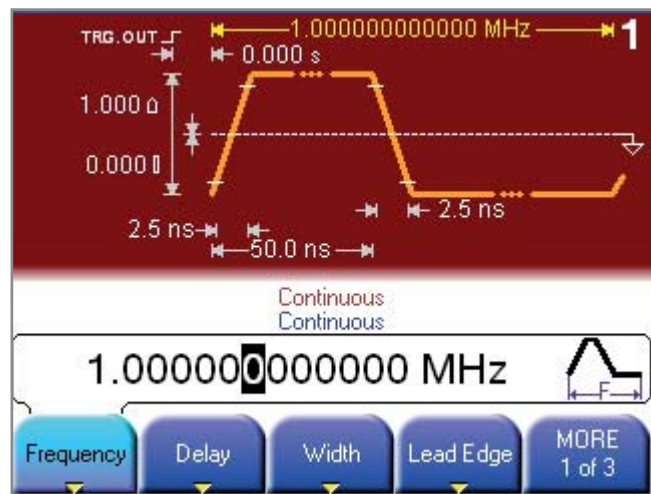 TRG.OUT
1.000000000000 MHz
1
0.000 s
1.000
0.000
2.5 ns
2.5 ns
50.0 ns
Continuous
Continuous
1.000000000000 MHz
F
Frequency
Delay
Width
Lead Edge
MORE
1 of 3